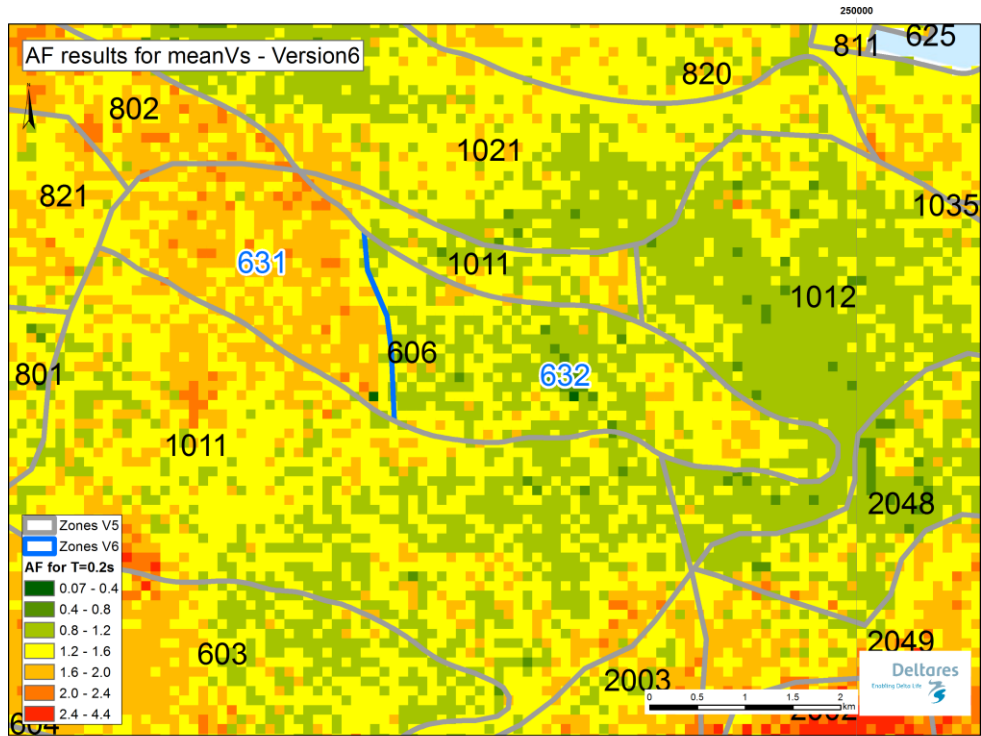 250000
AF results for meanVs - Version6
811
625
820
802
1021
821
1035
631
1011
1012
606
632
801
1011
2048
Zones V5
Zones V6
AF for T=0.2s
0.07 - 0.4
0.4 - 0.8
0.8 - 1.2
1.2 - 1.6
1.6 - 2.0
2.0 - 2.4
2.4 - 4.4
603
2049
Deltares
Enabling Delta Life
2003
0 0.5 1 1.5 2
km
604
2002